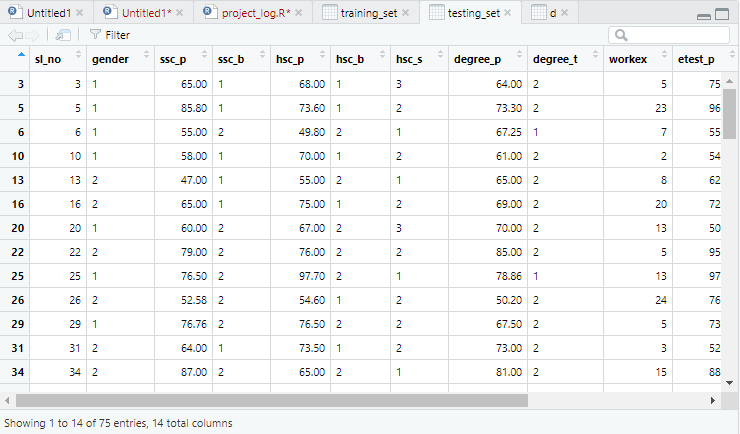 Untitled1 Untitled1* project_log.R* training_set testing_set d
Filter
sl_no gender ssc_p ssc_b hsc_p hsc_b hsc_s degree_p degree_t workex etest_p
3 3 1 65.00 1 68.00 1 3 64.00 2 5 75
5 5 1 85.80 1 73.60 1 2 73.30 2 23 96
6 6 1 55.00 2 49.80 2 1 67.25 1 7 55
10 10 1 58.00 1 70.00 1 2 61.00 2 2 54
13 13 2 47.00 1 55.00 2 1 65.00 2 8 62
16 16 2 65.00 1 75.00 1 2 69.00 2 20 72
20 20 1 60.00 2 67.00 2 3 70.00 2 13 50
22 22 2 79.00 2 76.00 2 2 85.00 2 5 95
25 25 1 76.50 2 97.70 2 1 78.86 1 13 97
26 26 2 52.58 2 54.60 1 2 50.20 2 24 76
29 29 1 76.76 2 76.50 2 2 67.50 2 5 73
31 31 2 64.00 1 73.50 1 2 73.00 2 3 52
34 34 2 87.00 2 65.00 2 1 81.00 2 15 88
Showing 1 to 14 of 75 entries, 14 total columns